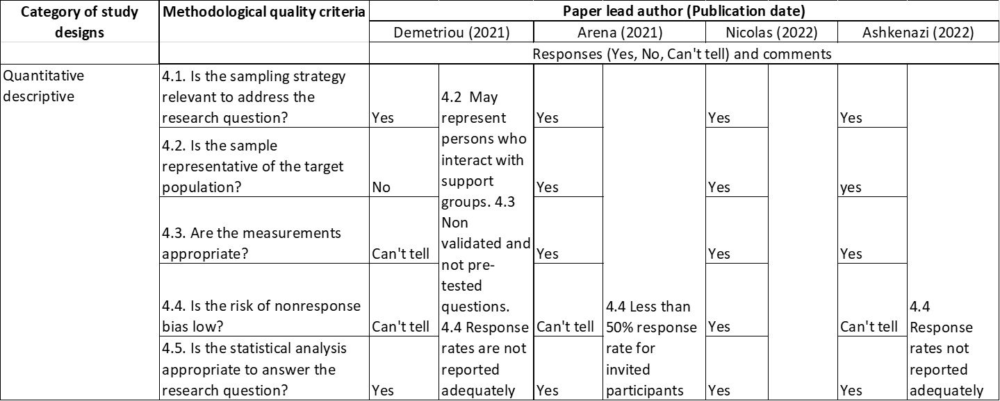 Category of study designs
Methodological quality criteria
Paper lead author (Publication date)
Demetriou (2021)
Arena (2021)
Nicolas (2022)
Ashkenazi (2022)
Responses (Yes, No, Can't tell) and comments
Quantitative
descriptive
4.1. Is the sampling strategy
relevant to address the
research question?
Yes
4.2 May
represent
persons who
interact with
support
groups. 4.3
Non
validated and
not pre-
tested
questions.
4.4 Response
rates are not
reported
adequately
Yes
Yes
Yes
4.2. Is the sample
representative of the target
population?
No
Yes
Yes
yes
4.3. Are the measurements
appropriate?
Can't tell
Yes
Yes
Yes
4.4. Is the risk of nonresponse
bias low?
Can't tell
Can't tell
4.4 Less than
50% response
rate for
invited
participants
Yes
Can't tell
4.4
Response
rates not
reported
adequately
4.5. Is the statistical analysis
appropriate to answer the
research question?
Yes
Yes
Yes
Yes